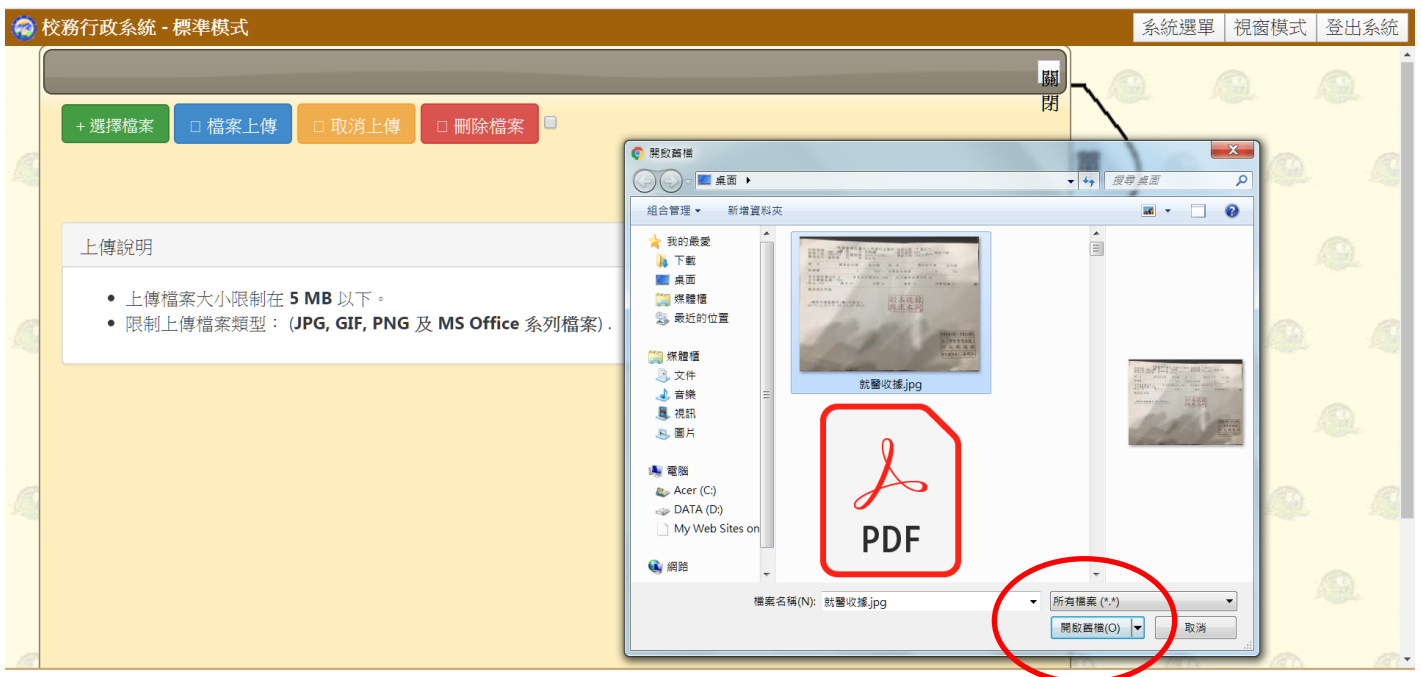 校務行政系統 - 標準模式
系統選單
視窗模式
登出系統
關閉
+ 選擇檔案
檔案上傳
取消上傳
刪除檔案
上傳說明
• 上傳檔案大小限制在 5 MB 以下。
• 限制上傳檔案類型： (JPG, GIF, PNG 及 MS Office 系列檔案) .
開啟舊檔
桌面
搜尋 桌面
組合管理
新增資料夾
我的最愛
下載
桌面
媒體櫃
最近的位置
媒體櫃
文件
音樂
視訊
圖片
電腦
Acer (C:)
DATA (D:)
My Web Sites on
網路
就醫收據.jpg
PDF
檔案名稱(N):
就醫收據.jpg
所有檔案 (*.*)
開啟舊檔(O)
取消